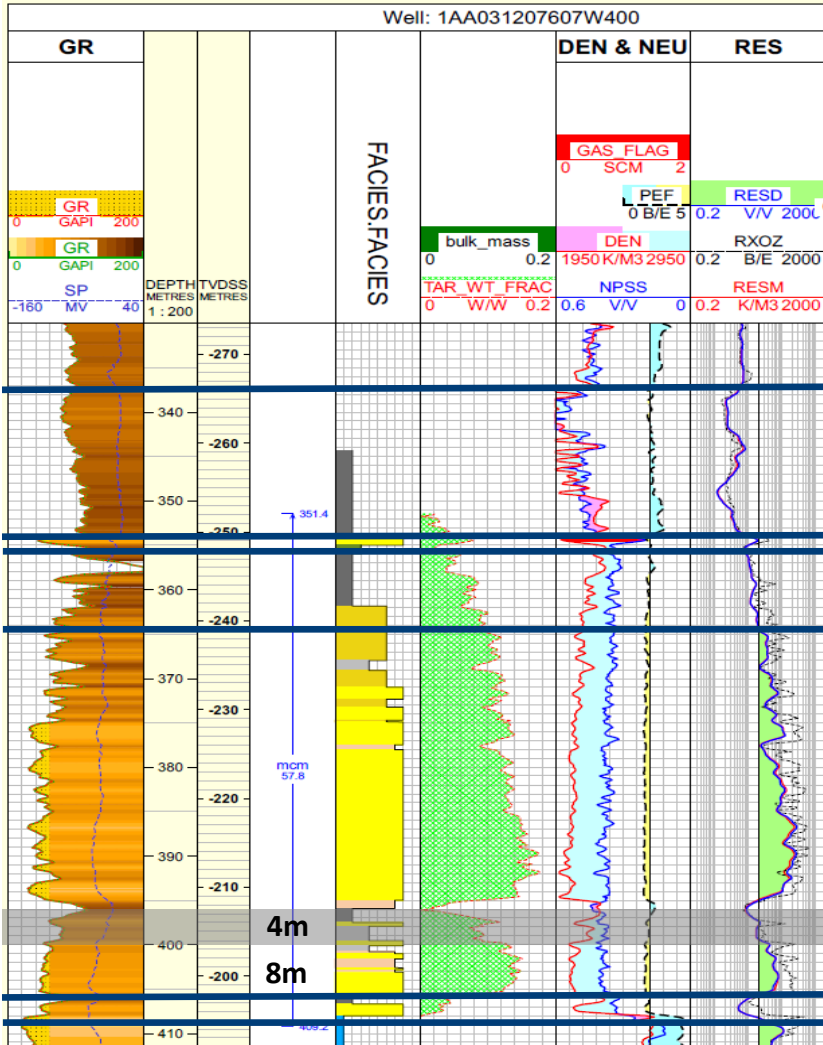 Well: 1AA031207607W400
GR
DEN & NEU
RES
FACIES.FACIES
GAS_FLAG
0 SCM 2
PEF
0 B/E 5
GR
0 GAPI 200
GR
0 GAPI 200
SP
-160 MV 40
DEPTH
METRES
1 : 200
TVDSS
METRES
bulk_mass
0 0.2
TAR_WT_FRAC
0 W/W 0.2
DEN
1950 K/M3 2950
NPSS
0.6 V/V 0
RESD
0.2 V/V 2000
RXOZ
0.2 B/E 2000
RESM
0.2 K/M3 2000
-270
340
-260
350
351.4
-250
360
-240
370
-230
mcm
57.8
380
-220
390
-210
4m
400
8m
-200
409.2
410